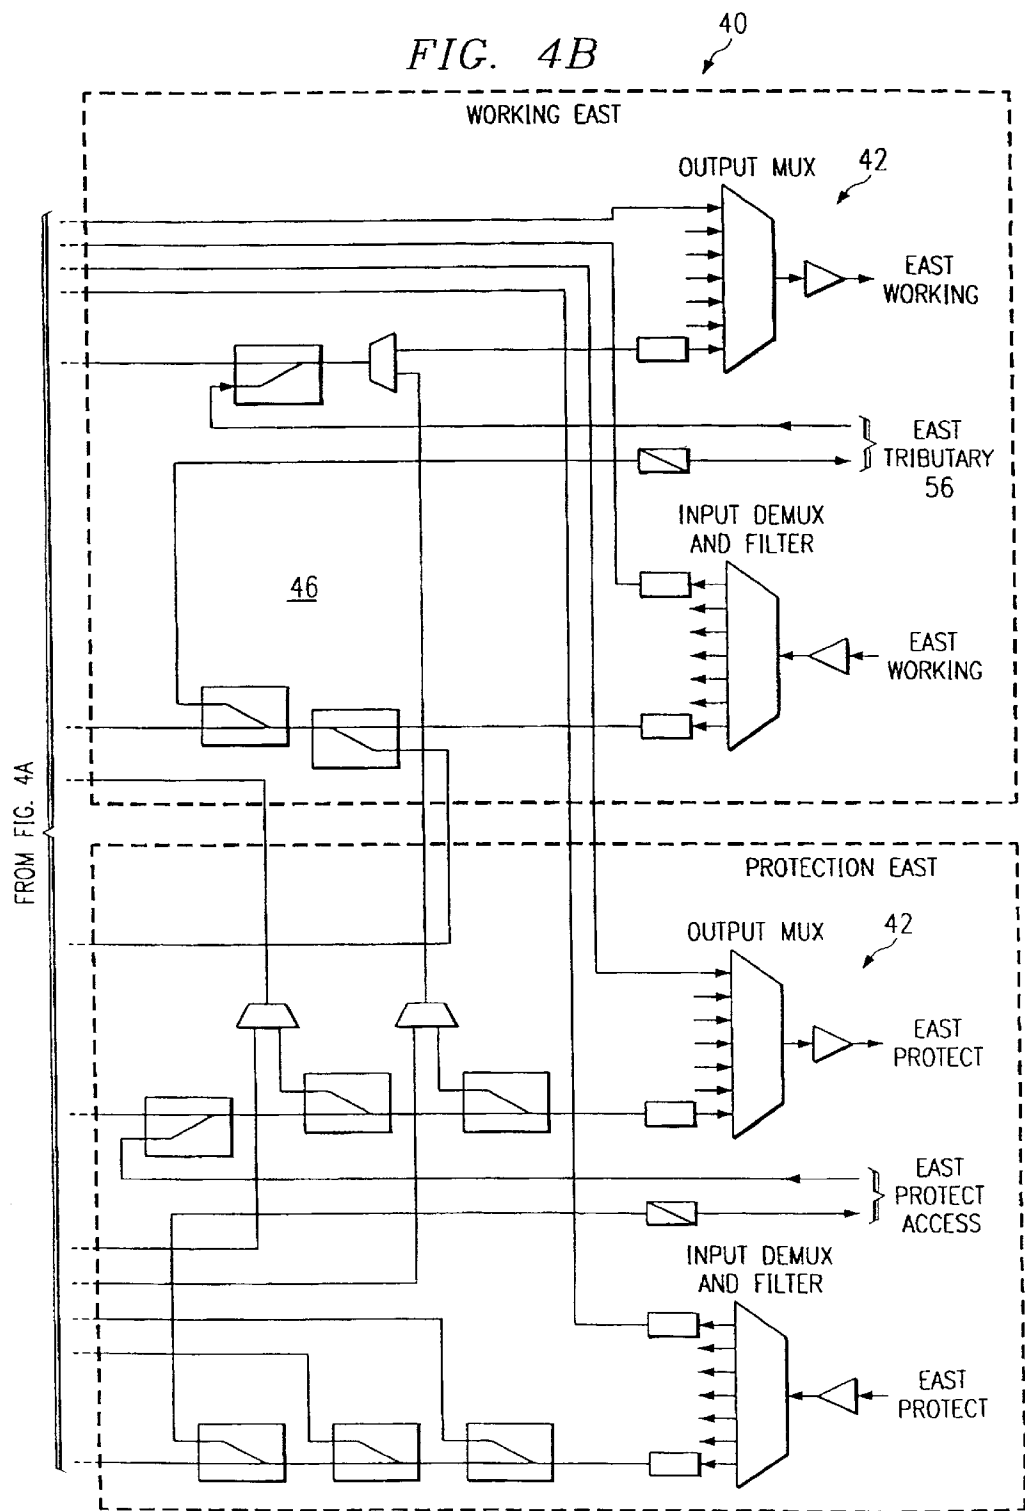 FIG. 4B
40
WORKING EAST
OUTPUT MUX
42
EAST
WORKING
EAST
TRIBUTARY
56
INPUT DEMUX
AND FILTER
46
EAST
WORKING
FROM FIG. 4A
PROTECTION EAST
OUTPUT MUX
42
EAST
PROTECT
EAST
PROTECT
ACCESS
INPUT DEMUX
AND FILTER
EAST
PROTECT